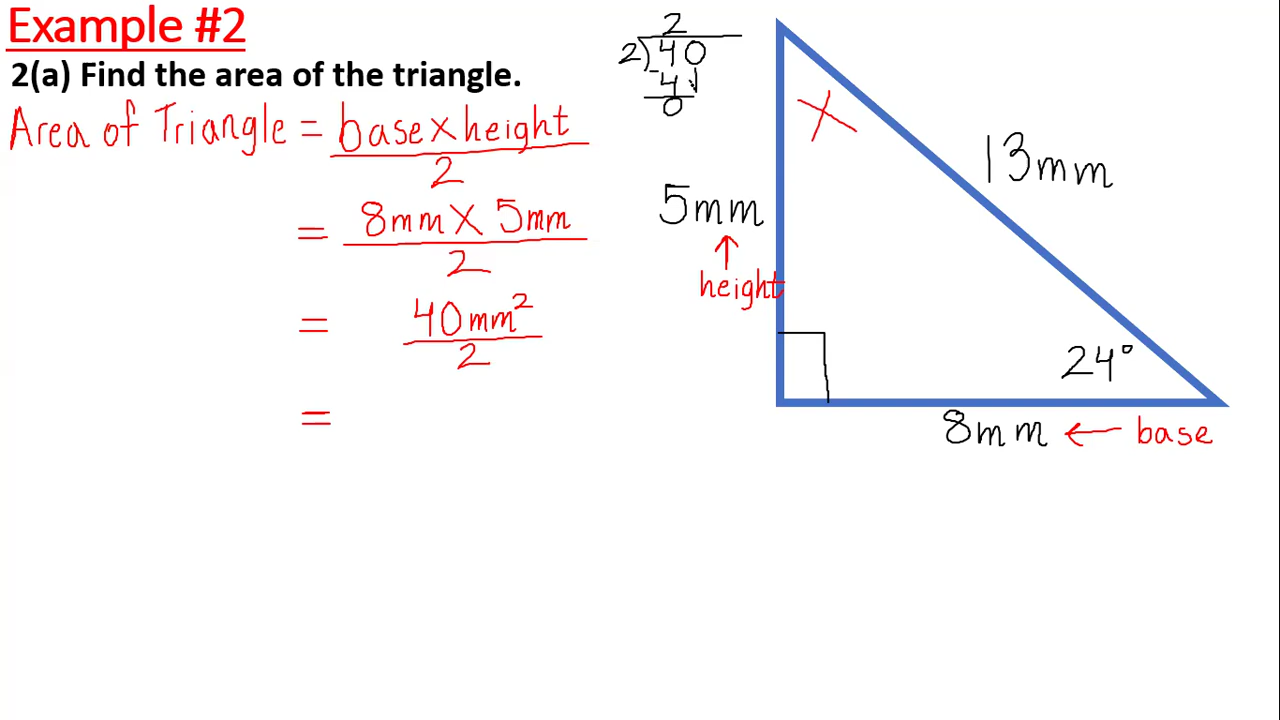 Example #2
2(a) Find the area of the triangle.
Area of Triangle = base x height
2
= 8mm x 5mm
2
= 40mm²
2
=
2
2)40
-4↓
0
X
13mm
5mm
↑
height
24°
8mm ← base